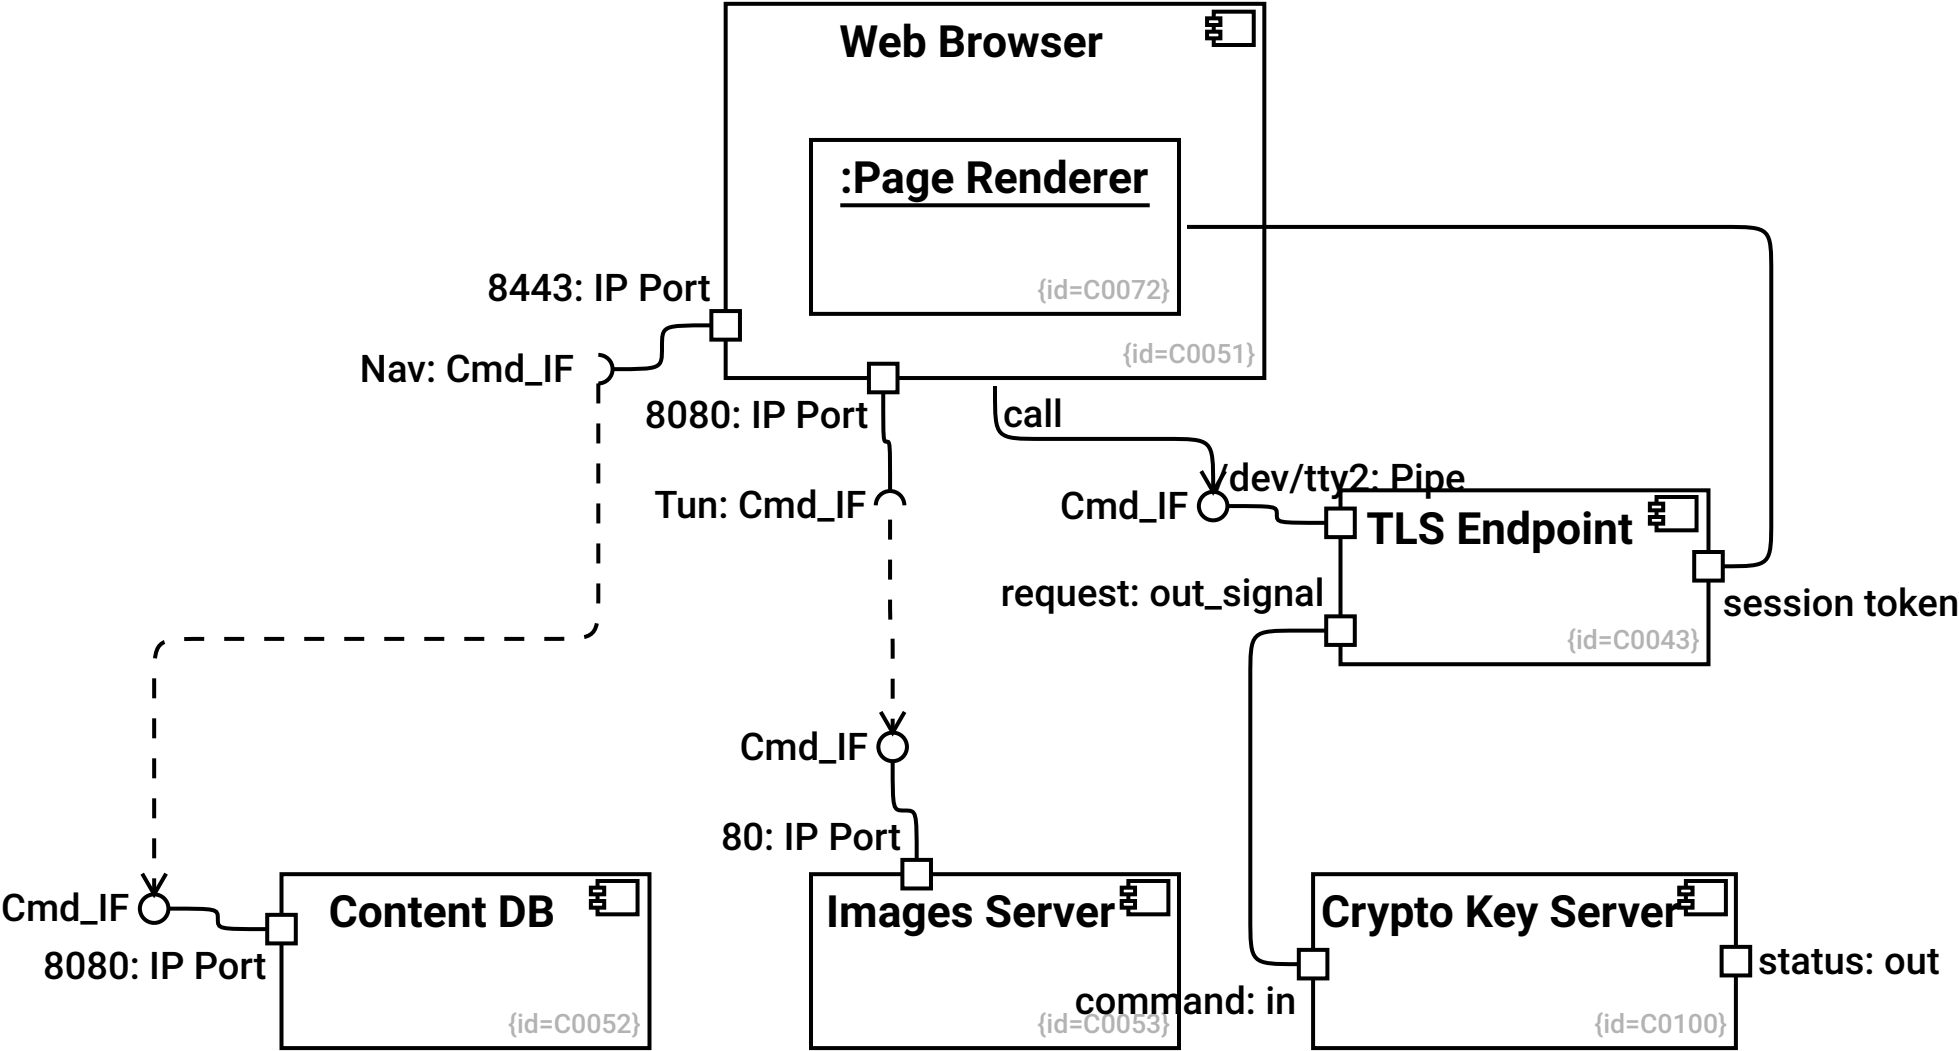 Web Browser
:Page Renderer
{id=C0072}
8443: IP Port
{id=C0051}
Nav: Cmd_IF
8080: IP Port
call
/dev/tty2: Pipe
Tun: Cmd_IF
Cmd_IF
TLS Endpoint
request: out_signal
session token
{id=C0043}
Cmd_IF
80: IP Port
Cmd_IF
Content DB
Images Server
Crypto Key Server
8080: IP Port
status: out
command: in
{id=C0052}
{id=C0053}
{id=C0100}